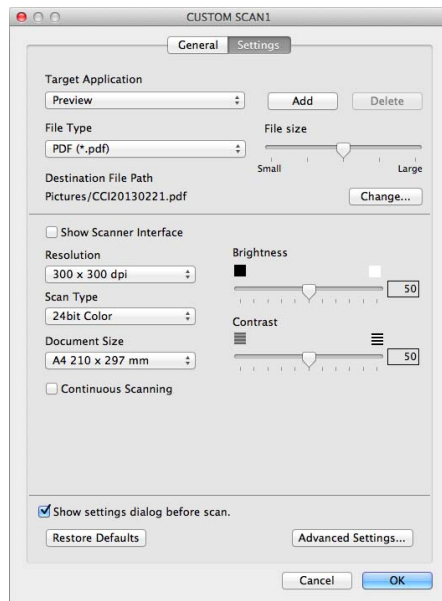 CUSTOM SCAN1
General Settings
Target Application
Preview Add Delete
File Type File size
PDF (*.pdf)
Small Large
Destination File Path
Pictures/CCI20130221.pdf Change...
Show Scanner Interface
Resolution Brightness
300 x 300 dpi 50
Scan Type
24bit Color
Contrast
Document Size
A4 210 x 297 mm 50
Continuous Scanning
Show settings dialog before scan.
Restore Defaults Advanced Settings...
Cancel OK